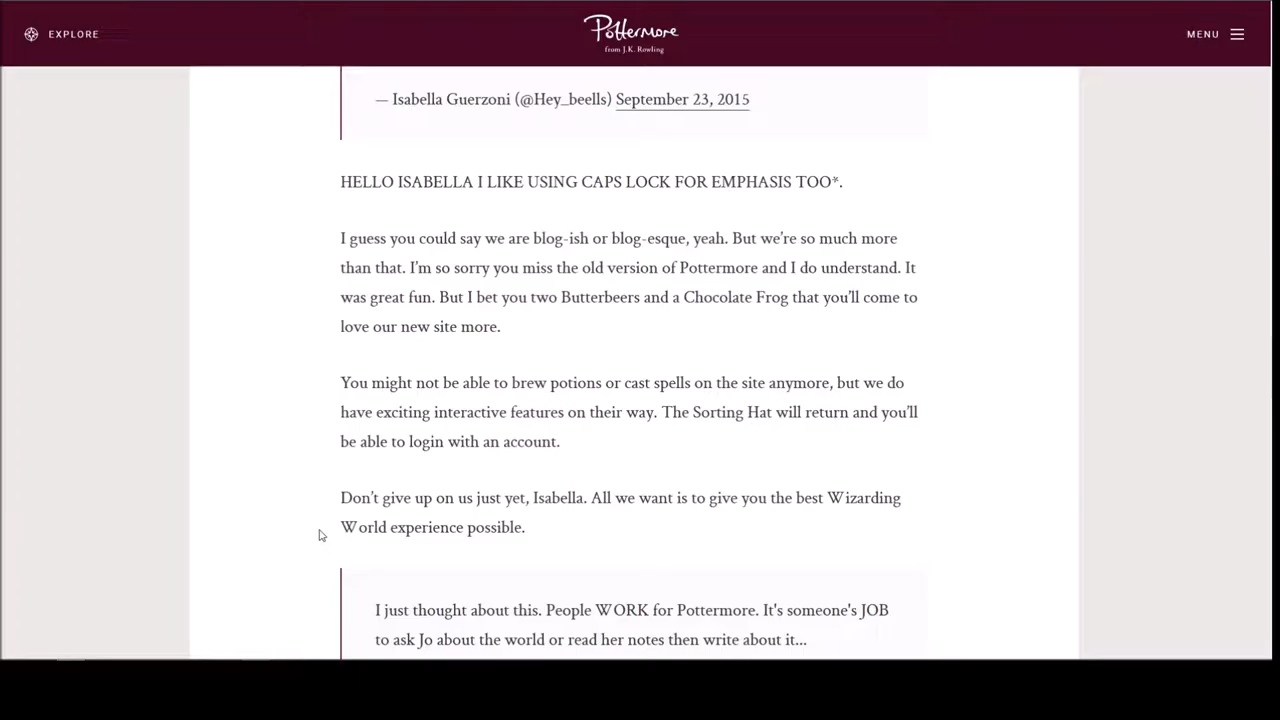 EXPLORE
Pottermore
from J.K. Rowling
MENU
— Isabella Guerzoni (@Hey_beells) September 23, 2015
HELLO ISABELLA I LIKE USING CAPS LOCK FOR EMPHASIS TOO*.
I guess you could say we are blog-ish or blog-esque, yeah. But we’re so much more
than that. I’m so sorry you miss the old version of Pottermore and I do understand. It
was great fun. But I bet you two Butterbeers and a Chocolate Frog that you’ll come to
love our new site more.
You might not be able to brew potions or cast spells on the site anymore, but we do
have exciting interactive features on their way. The Sorting Hat will return and you’ll
be able to login with an account.
Don’t give up on us just yet, Isabella. All we want is to give you the best Wizarding
World experience possible.
I just thought about this. People WORK for Pottermore. It's someone's JOB
to ask Jo about the world or read her notes then write about it...